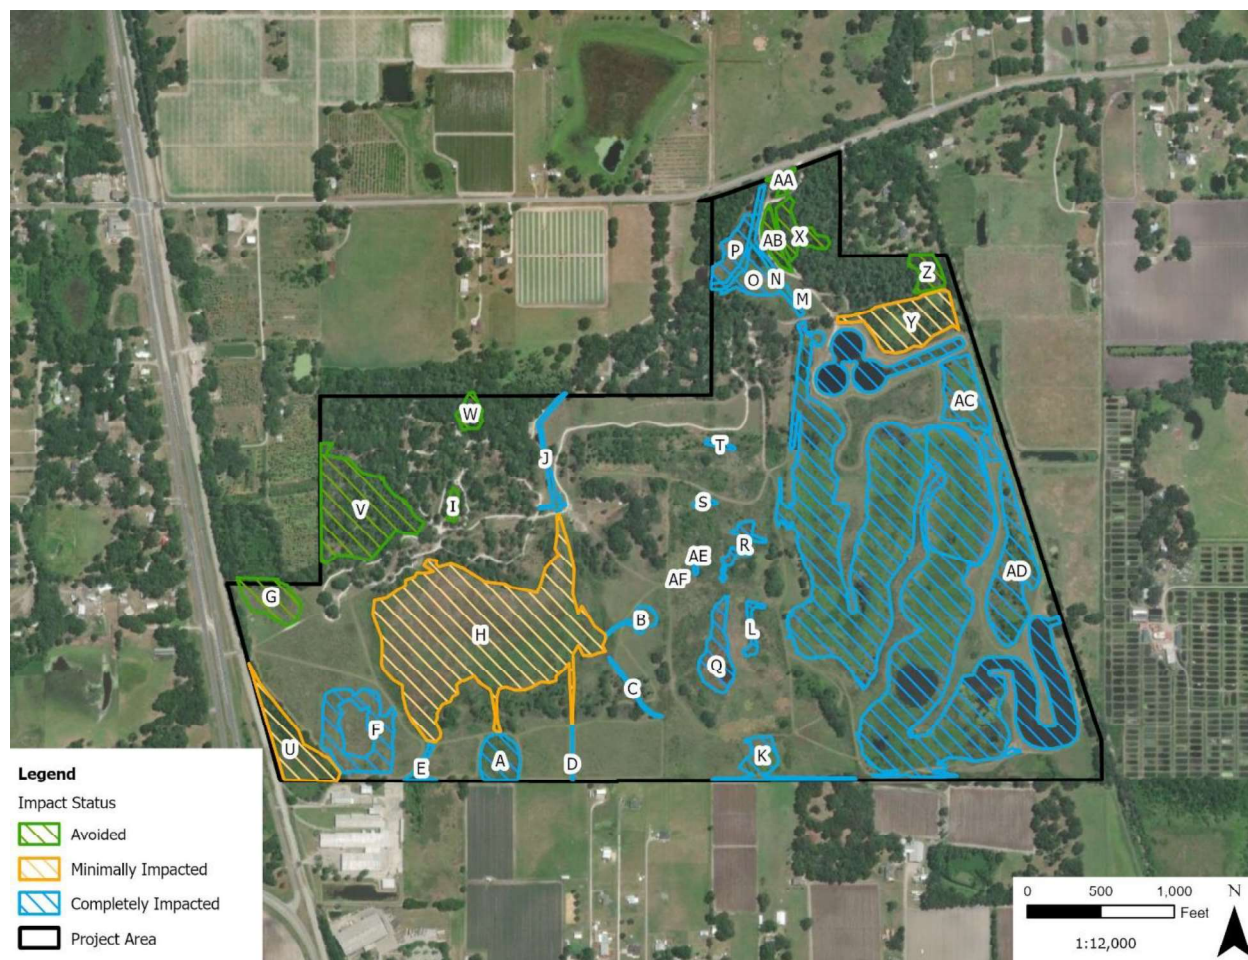 AA
AB
X
P
O
N
Z
M
Y
AC
W
T
J
S
I
V
R
AE
AF
AD
G
B
L
H
Q
C
F
U
K
E
A
D
Legend
Impact Status
Avoided
Minimally Impacted
Completely Impacted
Project Area
0 500 1,000
Feet
1:12,000
N